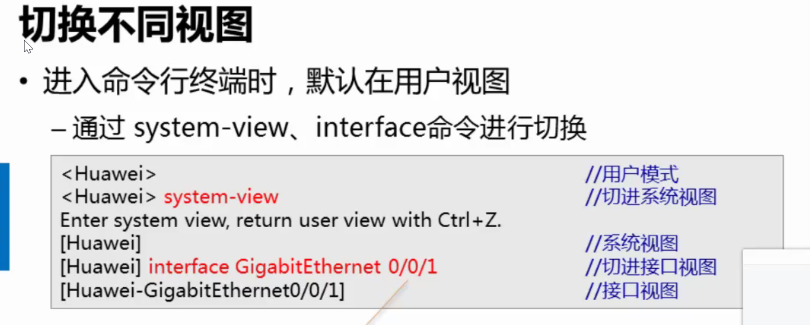 切换不同视图
• 进入命令行终端时，默认在用户视图
– 通过 system-view、interface命令进行切换
<Huawei> //用户模式
<Huawei> system-view //切进系统视图
Enter system view, return user view with Ctrl+Z.
[Huawei] //系统视图
[Huawei] interface GigabitEthernet 0/0/1 //切进接口视图
[Huawei-GigabitEthernet0/0/1] //接口视图